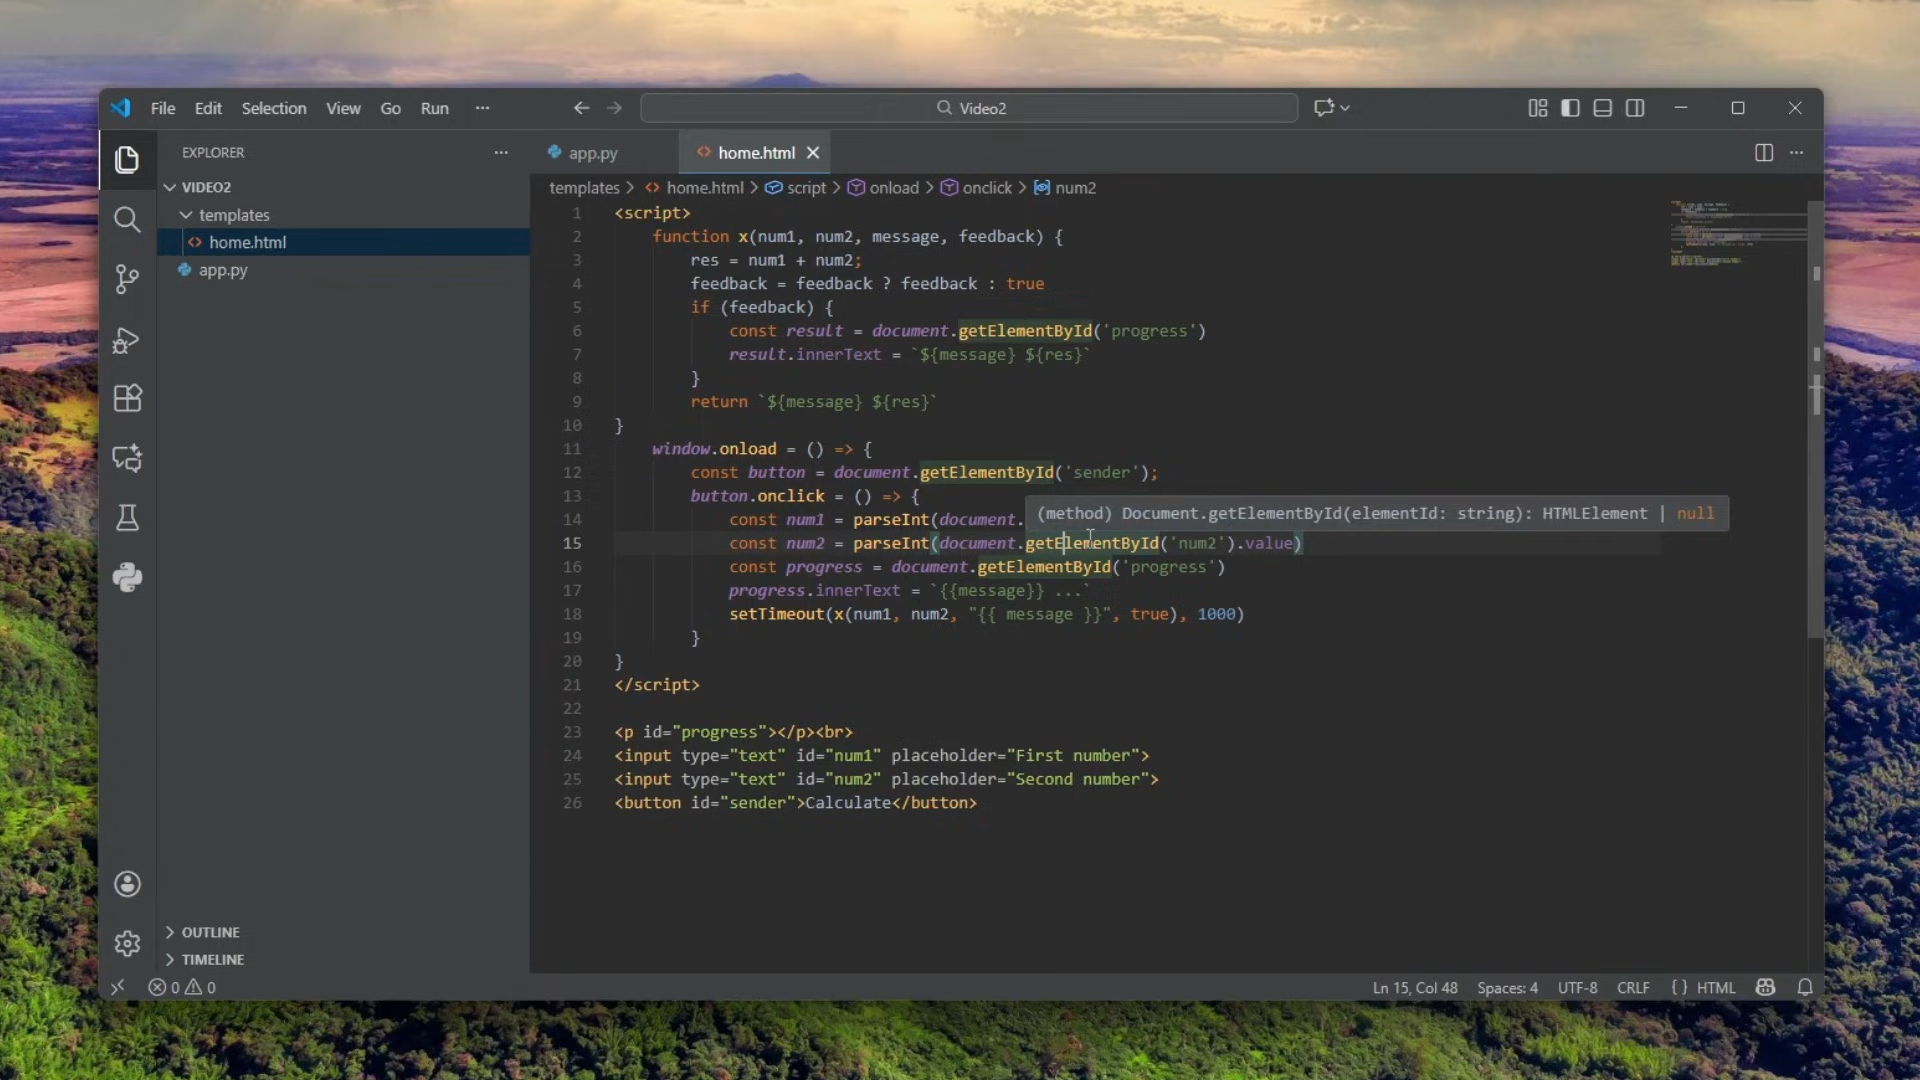 File Edit Selection View Go Run ···
Video2
EXPLORER ···
VIDEO2
templates
home.html
app.py
OUTLINE
TIMELINE
app.py
home.html
templates > home.html > script > onload > onclick > num2
1 <script>
2 function x(num1, num2, message, feedback) {
3 res = num1 + num2;
4 feedback = feedback ? feedback : true
5 if (feedback) {
6 const result = document.getElementById('progress')
7 result.innerText = `${message} ${res}`
8 }
9 return `${message} ${res}`
10 }
11 window.onload = () => {
12 const button = document.getElementById('sender');
13 button.onclick = () => {
14 const num1 = parseInt(document.
(method) Document.getElementById(elementId: string): HTMLElement | null
15 const num2 = parseInt(document.getElementById('num2').value)
16 const progress = document.getElementById('progress')
17 progress.innerText = `{{message}} ...`
18 setTimeout(x(num1, num2, "{{ message }}", true), 1000)
19 }
20 }
21 </script>
22
23 <p id="progress"></p><br>
24 <input type="text" id="num1" placeholder="First number">
25 <input type="text" id="num2" placeholder="Second number">
26 <button id="sender">Calculate</button>
0 0
Ln 15, Col 48 Spaces: 4 UTF-8 CRLF { } HTML